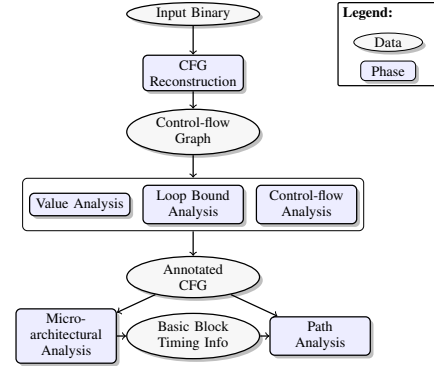 Input Binary
Legend:
Data
Phase
CFG
Reconstruction
Control-flow
Graph
Value Analysis
Loop Bound
Analysis
Control-flow
Analysis
Annotated
CFG
Micro-
architectural
Analysis
Basic Block
Timing Info
Path
Analysis